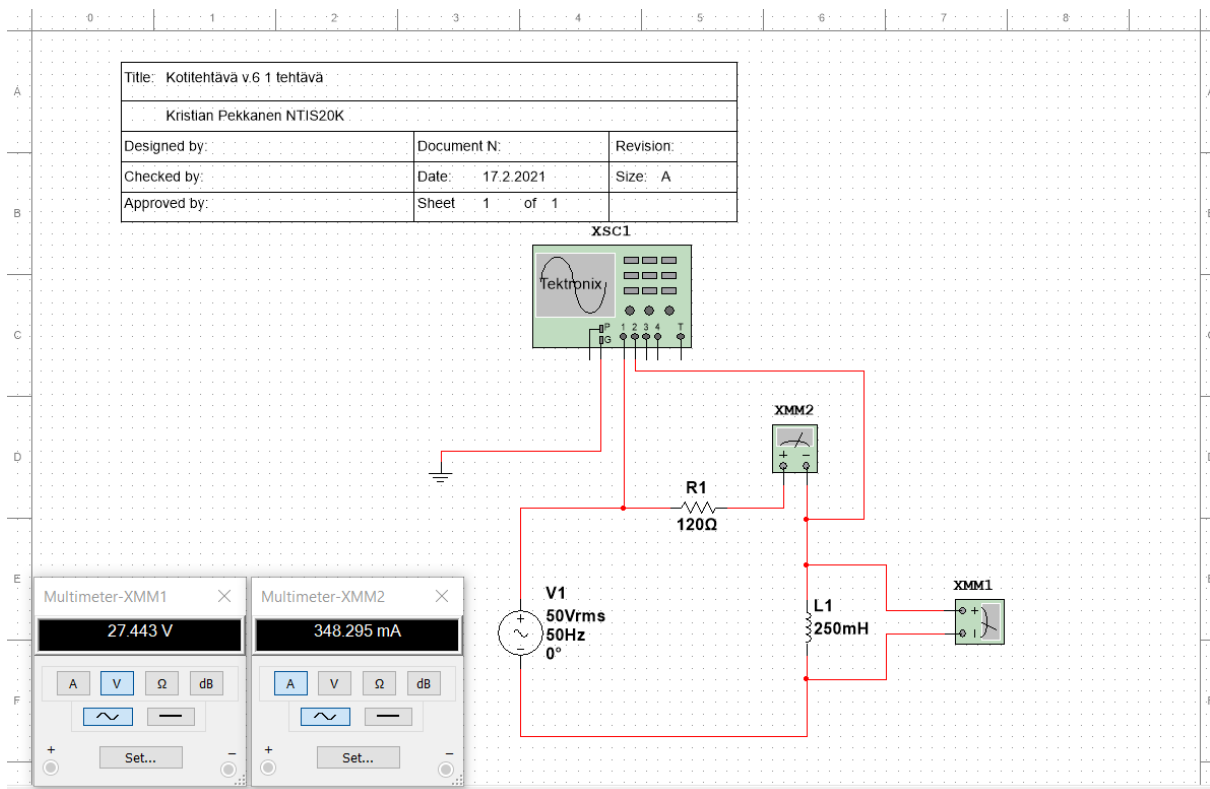 0 1 2 3 4 5 6 7 8
A
B
C
D
E
F
Title: Kotitehtävä v.6 1 tehtävä
Kristian Pekkanen NTIS20K
Designed by: Document N: Revision:
Checked by: Date: 17.2.2021 Size: A
Approved by: Sheet 1 of 1
XSC1
Tektronix
P 1 2 3 4 T
G
XMM2
+ −
R1
120Ω
V1
50Vrms
50Hz
0°
L1
250mH
XMM1
+
Multimeter-XMM1
27.443 V
A V Ω dB
+ Set... −
Multimeter-XMM2
348.295 mA
A V Ω dB
+ Set... −